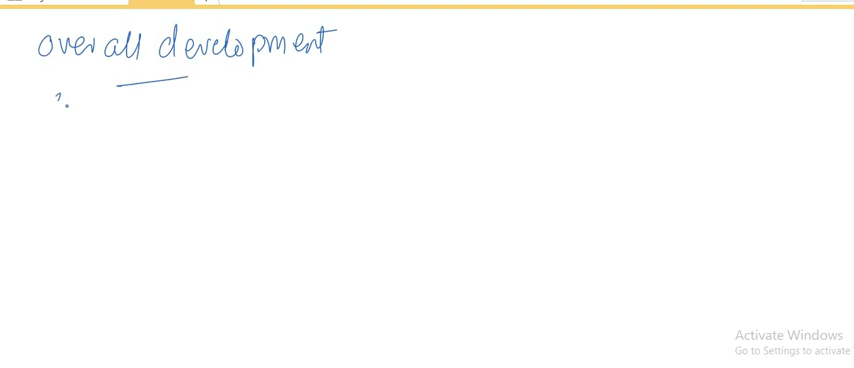 overall development
Activate Windows
Go to Settings to activate